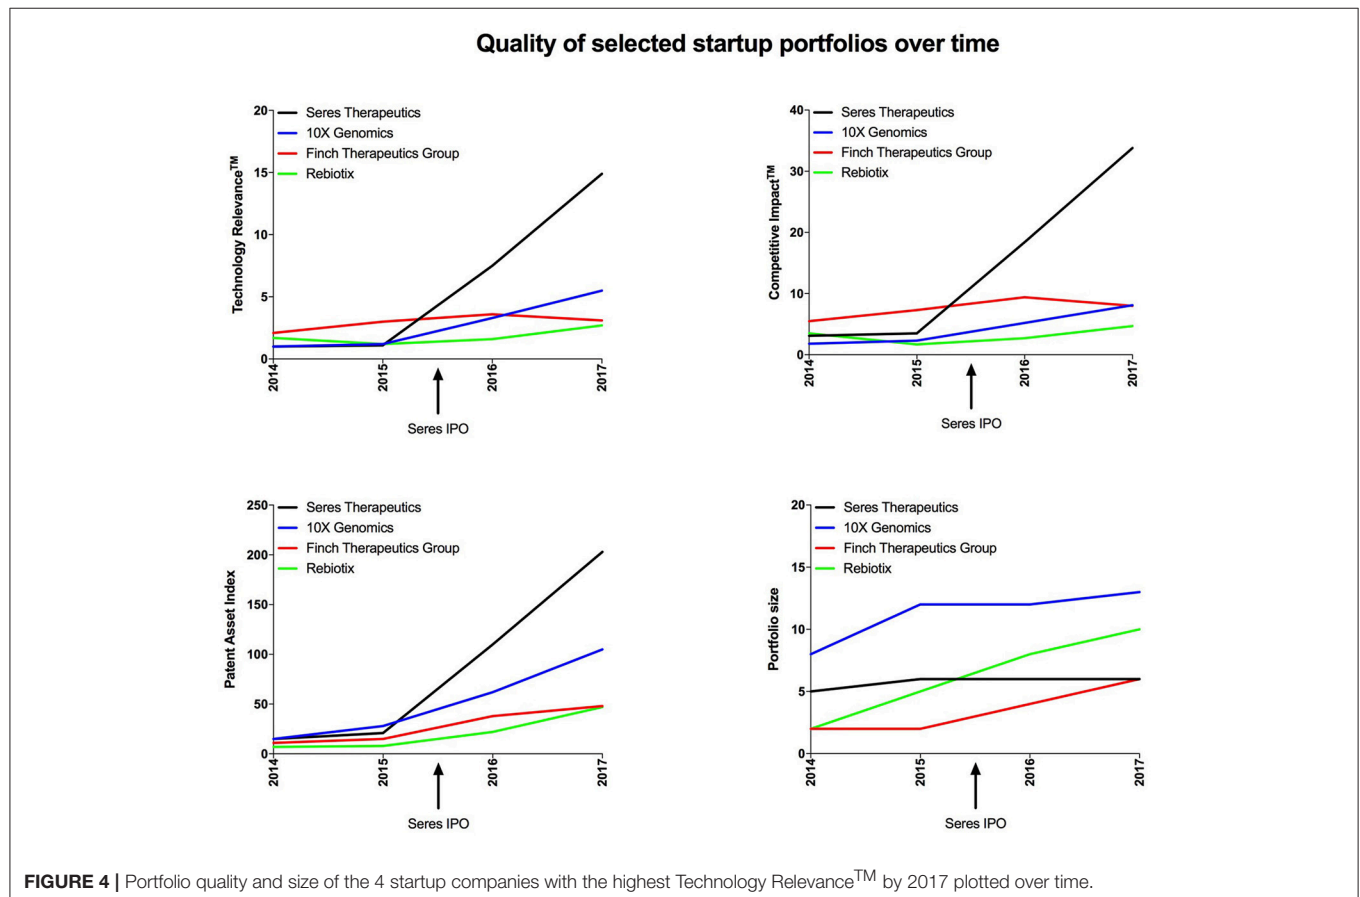 Quality of selected startup portfolios over time
20
15
10
5
0
Technology Relevance™
Seres Therapeutics
10X Genomics
Finch Therapeutics Group
Rebiotix
2014
2015
2016
2017
Seres IPO
40
30
20
10
0
Competitive Impact™
Seres Therapeutics
10X Genomics
Finch Therapeutics Group
Rebiotix
2014
2015
2016
2017
Seres IPO
250
200
150
100
50
0
Patent Asset Index
Seres Therapeutics
10X Genomics
Finch Therapeutics Group
Rebiotix
2014
2015
2016
2017
Seres IPO
20
15
10
5
0
Portfolio size
Seres Therapeutics
10X Genomics
Finch Therapeutics Group
Rebiotix
2014
2015
2016
2017
Seres IPO
FIGURE 4 | Portfolio quality and size of the 4 startup companies with the highest Technology Relevance™ by 2017 plotted over time.